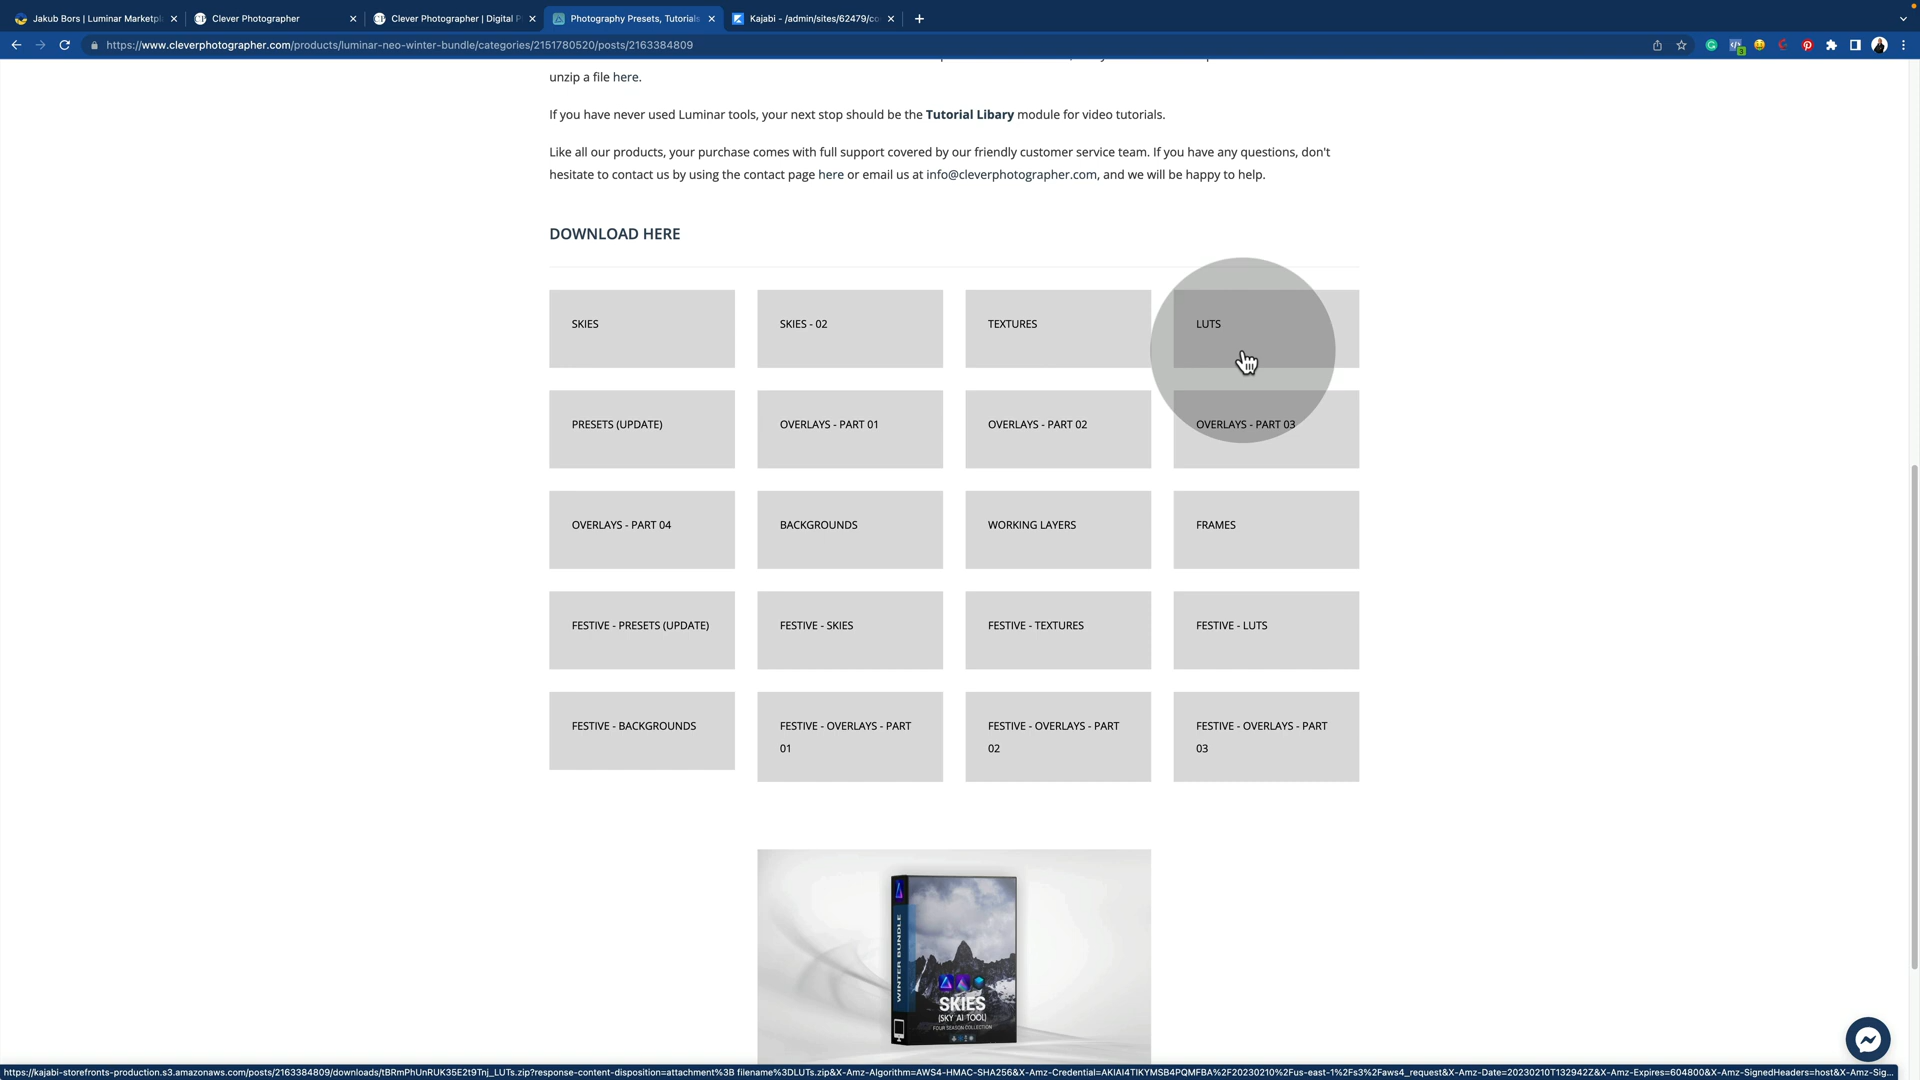 Jakub Bors | Luminar Marketpl
Clever Photographer
Clever Photographer | Digital P
Photography Presets, Tutorials
Kajabi - /admin/sites/62479/co
https://www.cleverphotographer.com/products/luminar-neo-winter-bundle/categories/2151780520/posts/2163384809
unzip a file here.
If you have never used Luminar tools, your next stop should be the Tutorial Libary module for video tutorials.
Like all our products, your purchase comes with full support covered by our friendly customer service team. If you have any questions, don't
hesitate to contact us by using the contact page here or email us at info@cleverphotographer.com, and we will be happy to help.
DOWNLOAD HERE
SKIES
SKIES - 02
TEXTURES
LUTS
PRESETS (UPDATE)
OVERLAYS - PART 01
OVERLAYS - PART 02
OVERLAYS - PART 03
OVERLAYS - PART 04
BACKGROUNDS
WORKING LAYERS
FRAMES
FESTIVE - PRESETS (UPDATE)
FESTIVE - SKIES
FESTIVE - TEXTURES
FESTIVE - LUTS
FESTIVE - BACKGROUNDS
FESTIVE - OVERLAYS - PART
01
FESTIVE - OVERLAYS - PART
02
FESTIVE - OVERLAYS - PART
03
WINTER BUNDLE
SKIES
(SKY AI TOOL)
FOUR SEASON COLLECTION
https://kajabi-storefronts-production.s3.amazonaws.com/posts/2163384809/downloads/tBRmPhUnRUK35E2t9Tnj_LUTs.zip?response-content-disposition=attachment%3B filename%3DLUTs.zip&X-Amz-Algorithm=AWS4-HMAC-SHA256&X-Amz-Credential=AKIAI4TIKYMSB4PQMFBA%2F20230210%2Fus-east-1%2Fs3%2Faws4_request&X-Amz-Date=20230210T132942Z&X-Amz-Expires=604800&X-Amz-SignedHeaders=host&X-Amz-Sig...